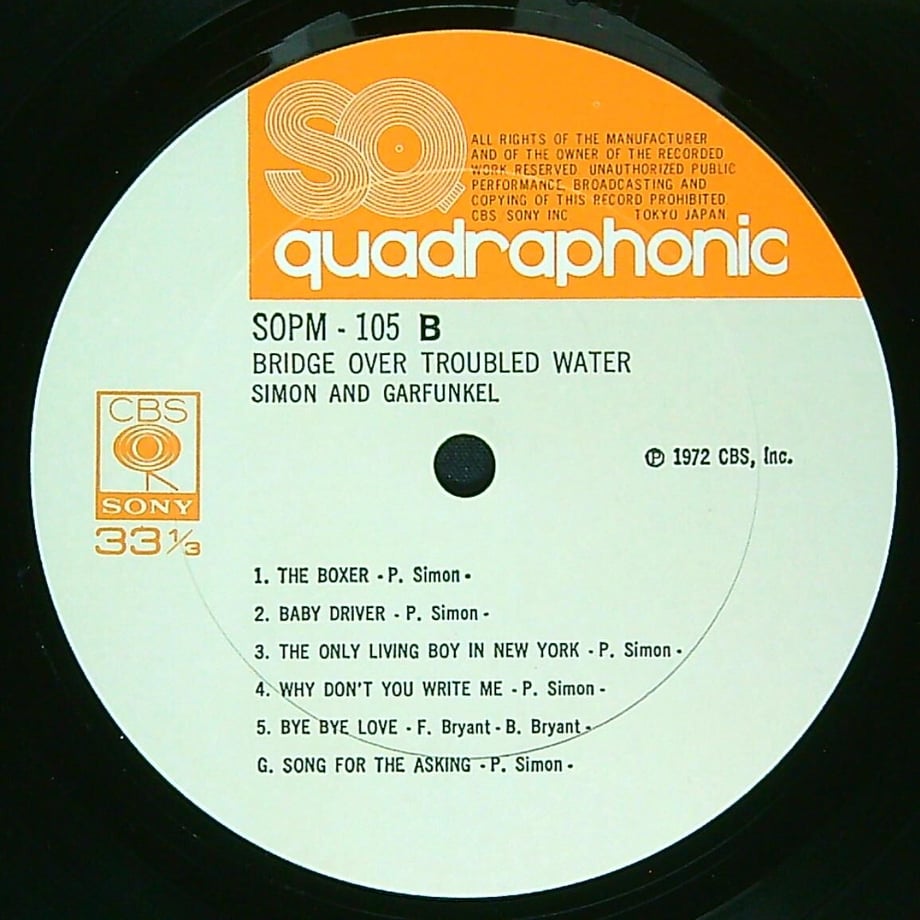 SQ
ALL RIGHTS OF THE MANUFACTURER
AND OF THE OWNER OF THE RECORDED
WORK RESERVED. UNAUTHORIZED PUBLIC
PERFORMANCE, BROADCASTING AND
COPYING OF THIS RECORD PROHIBITED.
CBS SONY INC TOKYO JAPAN
quadraphonic
SOPM - 105 B
BRIDGE OVER TROUBLED WATER
SIMON AND GARFUNKEL
CBS
SONY
33 1/3
℗ 1972 CBS, Inc.
1. THE BOXER - P. Simon -
2. BABY DRIVER - P. Simon -
3. THE ONLY LIVING BOY IN NEW YORK - P. Simon -
4. WHY DON'T YOU WRITE ME - P. Simon -
5. BYE BYE LOVE - F. Bryant - B. Bryant -
G. SONG FOR THE ASKING - P. Simon -